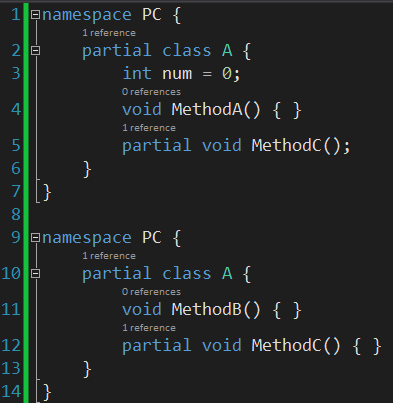 1 namespace PC {
1 reference
2 partial class A {
3 int num = 0;
0 references
4 void MethodA() { }
1 reference
5 partial void MethodC();
6 }
7 }
8
9 namespace PC {
1 reference
10 partial class A {
0 references
11 void MethodB() { }
1 reference
12 partial void MethodC() { }
13 }
14 }